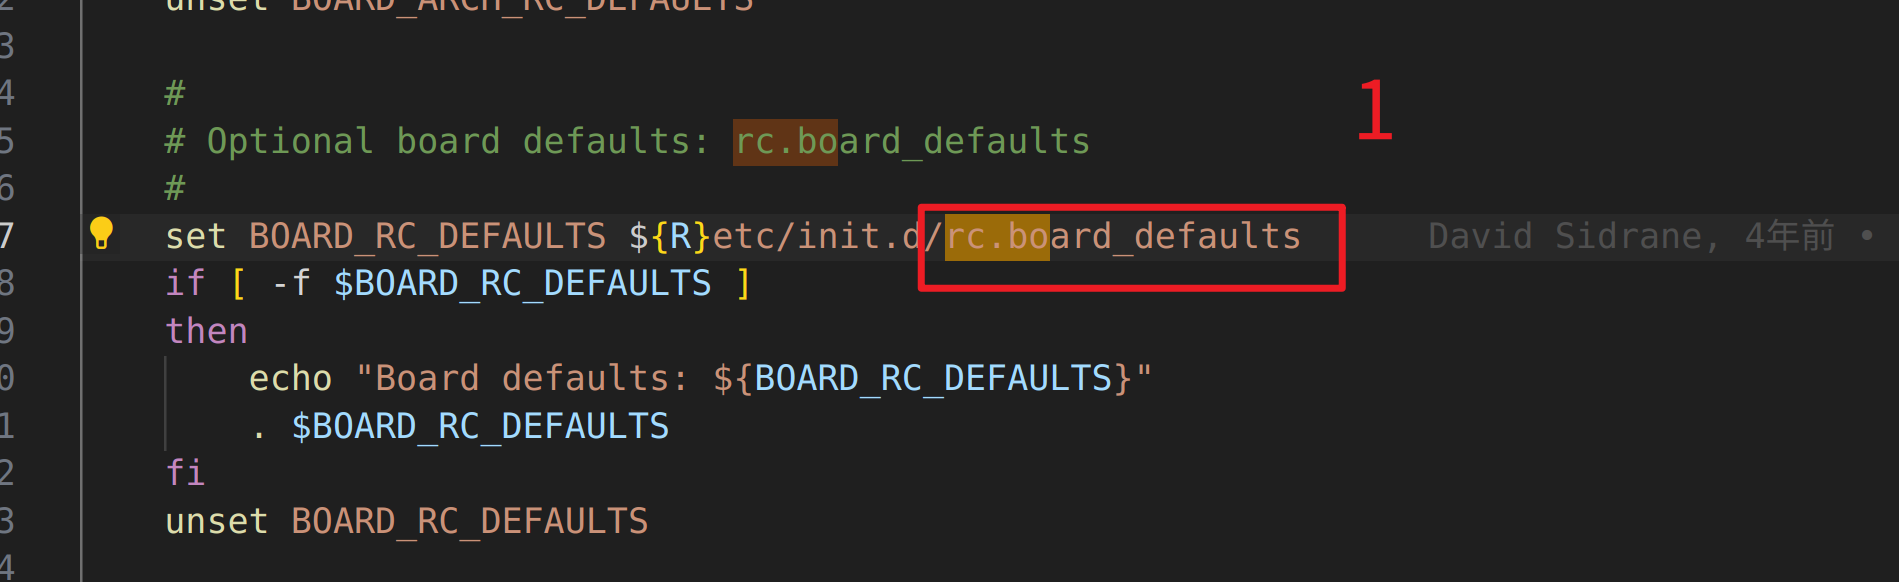 2 unset BOARD_ARCH_RC_DEFAULTS
3
4 #
5 # Optional board defaults: rc.board_defaults
6 #
7 set BOARD_RC_DEFAULTS ${R}etc/init.d/rc.board_defaults David Sidrane, 4年前 •
8 if [ -f $BOARD_RC_DEFAULTS ]
9 then
0 echo "Board defaults: ${BOARD_RC_DEFAULTS}"
1 . $BOARD_RC_DEFAULTS
2 fi
3 unset BOARD_RC_DEFAULTS
4
1